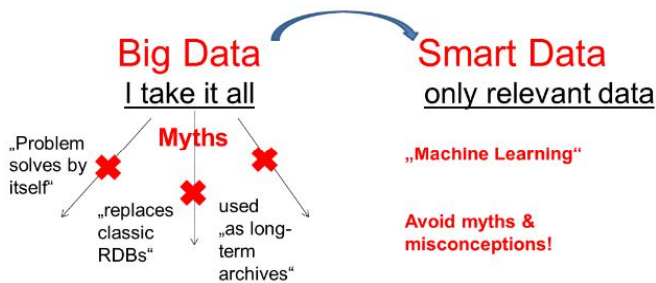 Big Data
I take it all
Myths
„Problem
solves by
itself“
„replaces
classic
RDBs“
used
„as long-
term
archives“
Smart Data
only relevant data
„Machine Learning“
Avoid myths &
misconceptions!